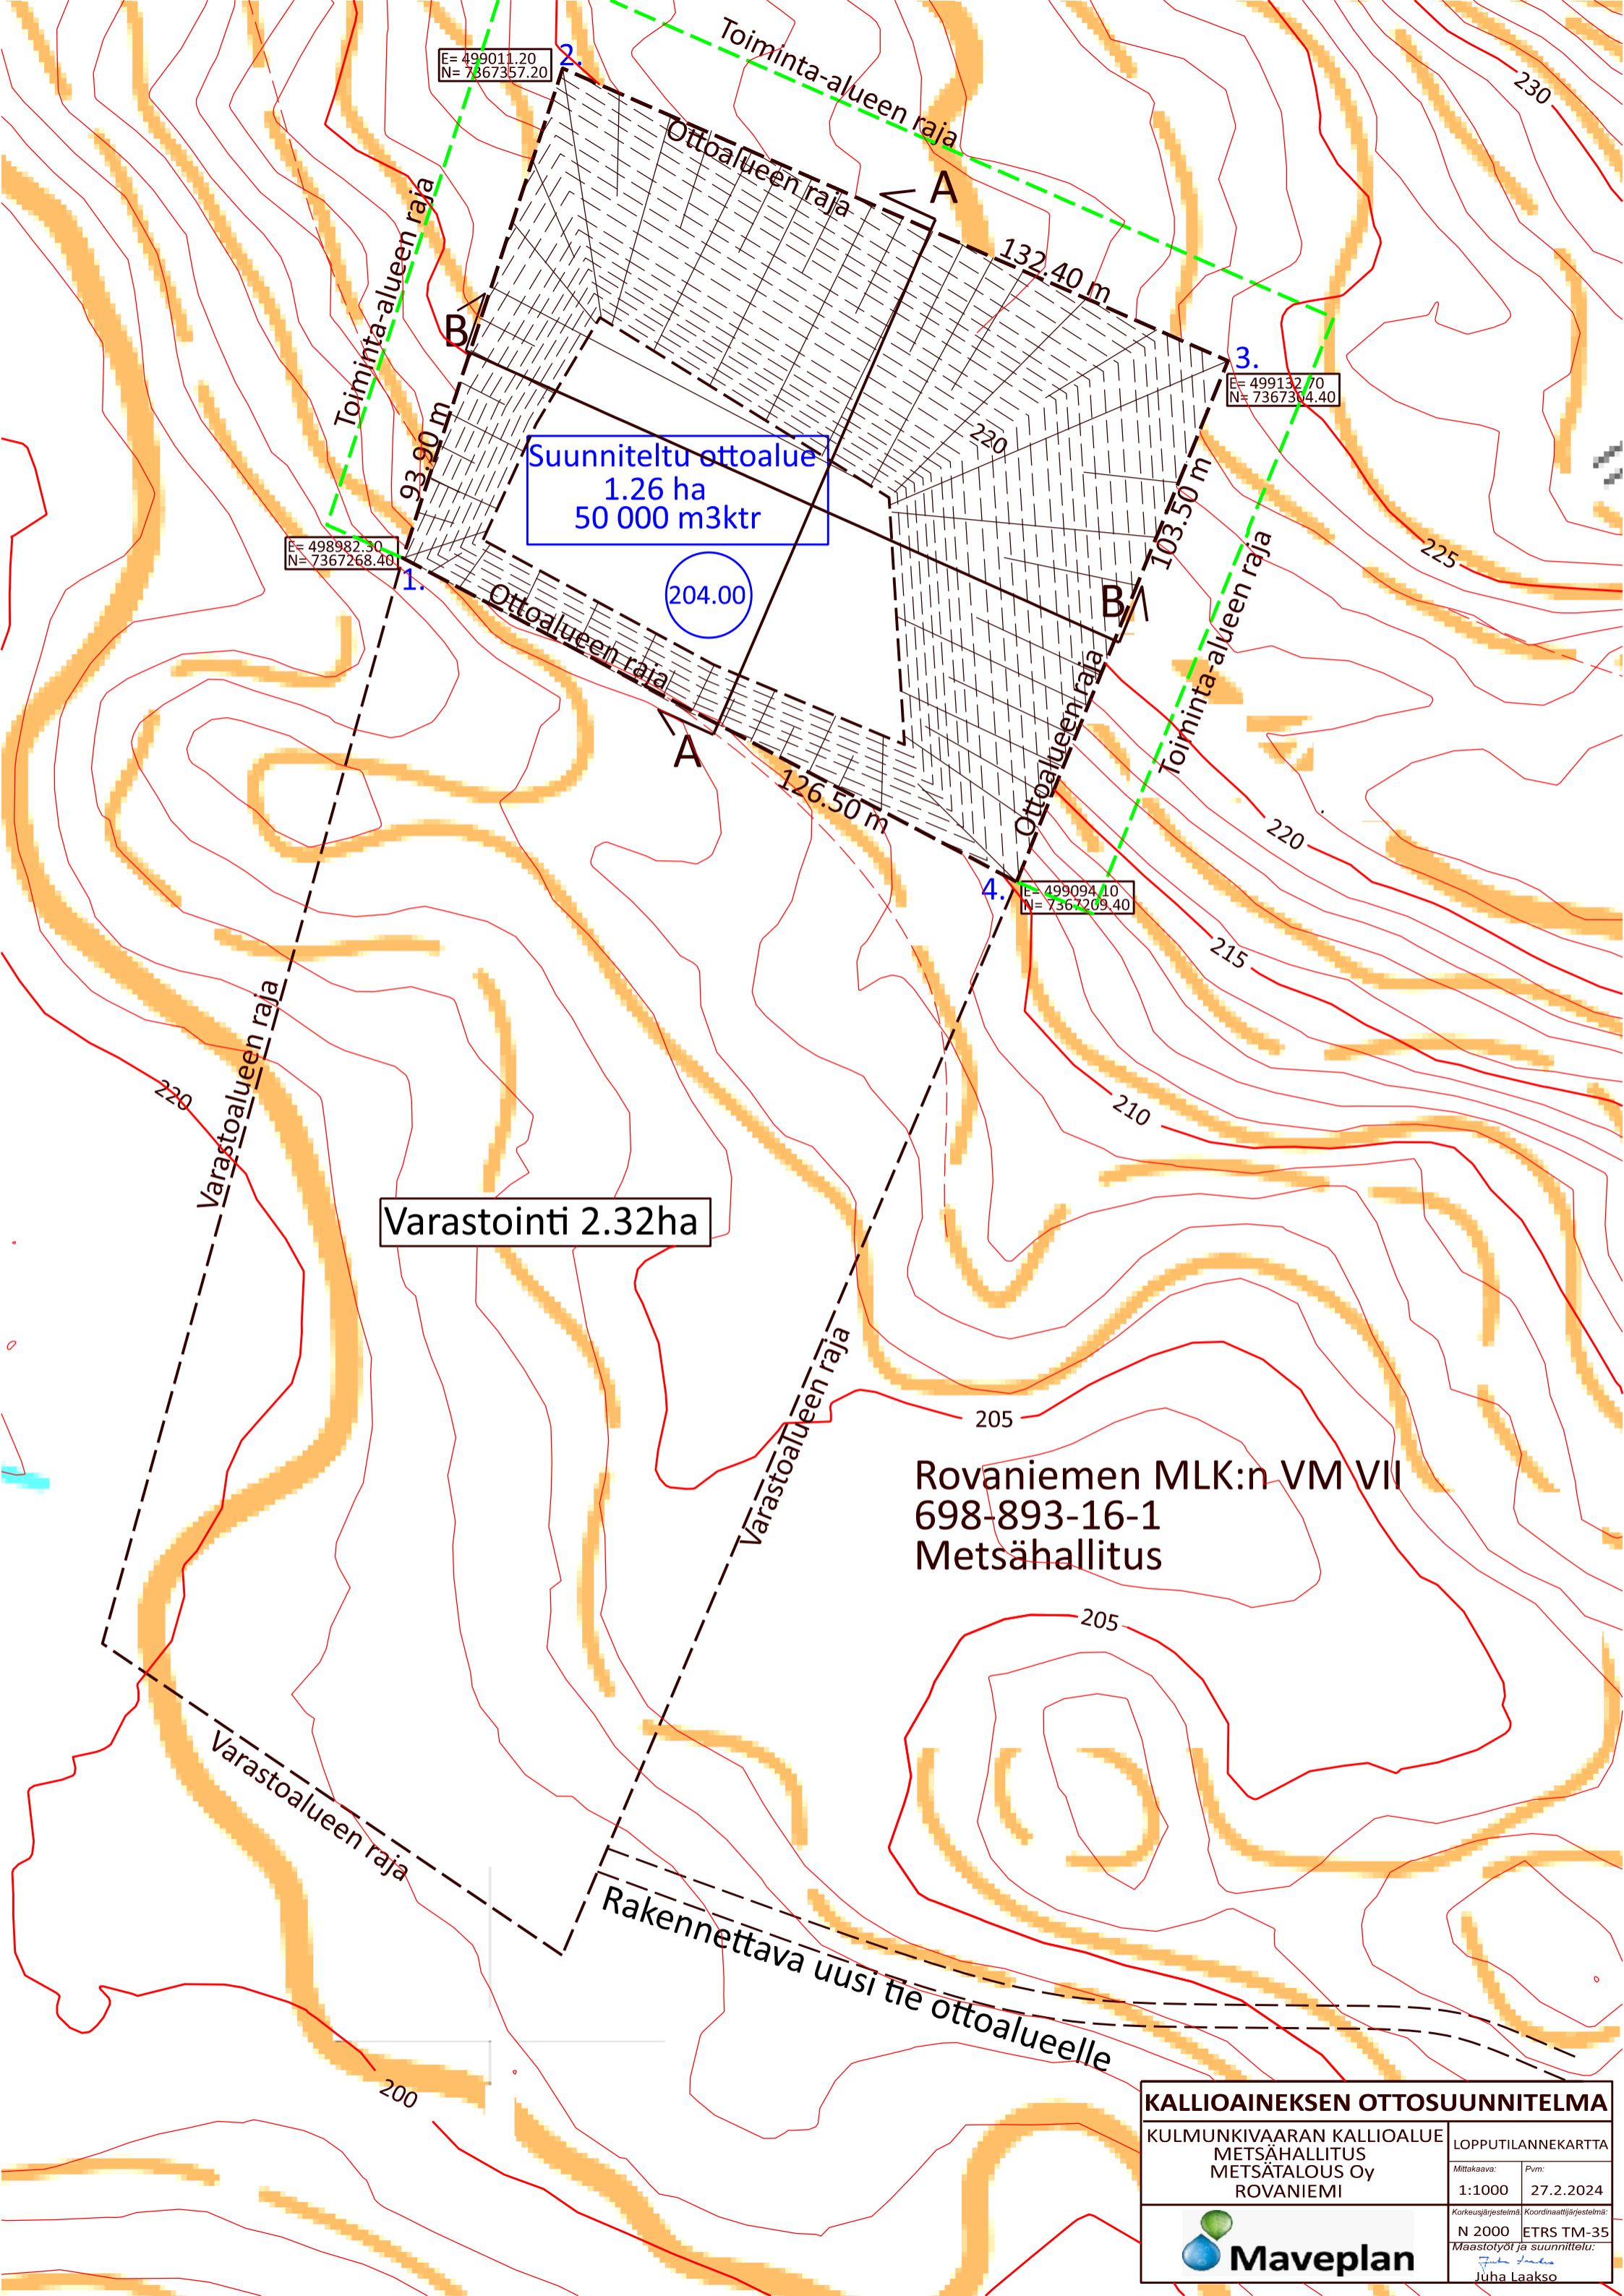 E= 499011.20
N= 7367357.20
2.
Toiminta-alueen raja
230
Ottoalueen raja
A
Toiminta-alueen raja
132.40 m
B
3.
E= 499132.70
N= 7367304.40
93.90 m
220
Suunniteltu ottoalue
1.26 ha
50 000 m3ktr
103.50 m
E= 498982.30
N= 7367268.40
1.
204.00
225
Ottoalueen raja
B
Toiminta-alueen raja
Ottoalueen raja
A
126.50 m
220
4.
E= 499094.10
N= 7367209.40
215
Varastoalueen raja
220
210
Varastointi 2.32ha
Varastoalueen raja
205
Rovaniemen MLK:n VM VII
698-893-16-1
Metsähallitus
205
Varastoalueen raja
Rakennettava uusi tie ottoalueelle
200
KALLIOAINEKSEN OTTOSUUNNITELMA
KULMUNKIVAARAN KALLIOALUE
METSÄHALLITUS
METSÄTALOUS Oy
ROVANIEMI
LOPPUTILANNEKARTTA
Mittakaava:
1:1000
Pvm:
27.2.2024
Korkeusjärjestelmä:
N 2000
Koordinaattijärjestelmä:
ETRS TM-35
Maastotyöt ja suunnittelu:
Juha Laakso
Juha Laakso
Maveplan